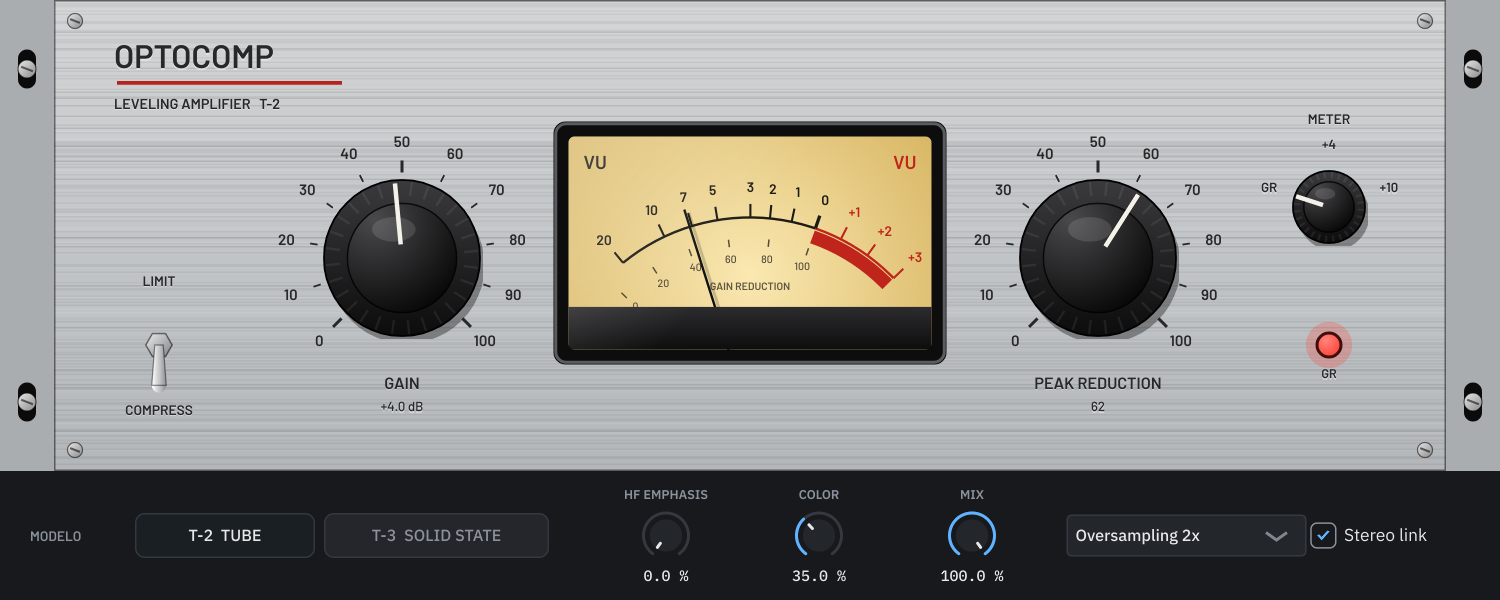 OPTOCOMP
LEVELING AMPLIFIER T-2
LIMIT
COMPRESS
0 10 20 30 40 50 60 70 80 90 100
GAIN
+4.0 dB
VU VU
20 10 7 5 3 2 1 0 +1 +2 +3
0 20 40 60 80 100
GAIN REDUCTION
0 10 20 30 40 50 60 70 80 90 100
PEAK REDUCTION
62
METER
+4
GR +10
GR
MODELO
T-2 TUBE
T-3 SOLID STATE
HF EMPHASIS
0.0 %
COLOR
35.0 %
MIX
100.0 %
Oversampling 2x
Stereo link